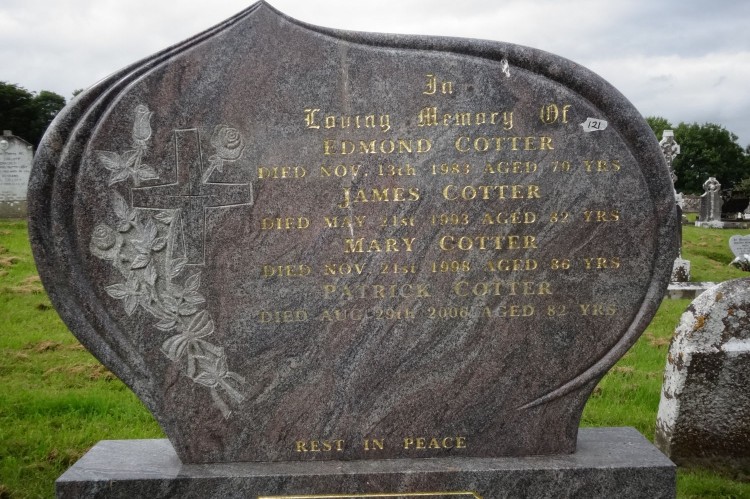 In
Loving Memory Of
121
EDMOND COTTER
DIED NOV. 13th 1983 AGED 70 YRS
JAMES COTTER
DIED MAY 21st 1993 AGED 82 YRS
MARY COTTER
DIED NOV. 21st 1998 AGED 86 YRS
PATRICK COTTER
DIED AUG 29th 2006 AGED 82 YRS
REST IN PEACE